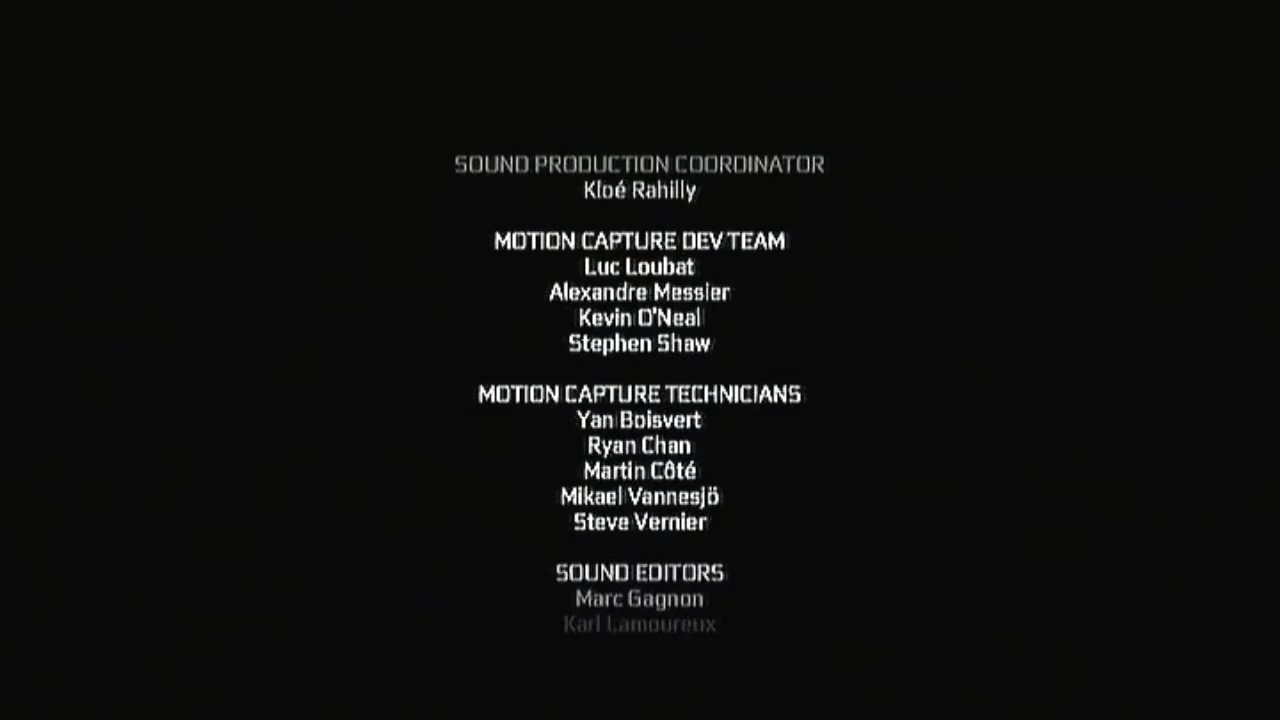 SOUND PRODUCTION COORDINATOR
Kloé Rahilly
MOTION CAPTURE DEV TEAM
Luc Loubat
Alexandre Messier
Kevin O'Neal
Stephen Shaw
MOTION CAPTURE TECHNICIANS
Yan Boisvert
Ryan Chan
Martin Côté
Mikael Vannesjö
Steve Vernier
SOUND EDITORS
Marc Gagnon
Karl Lamoureux